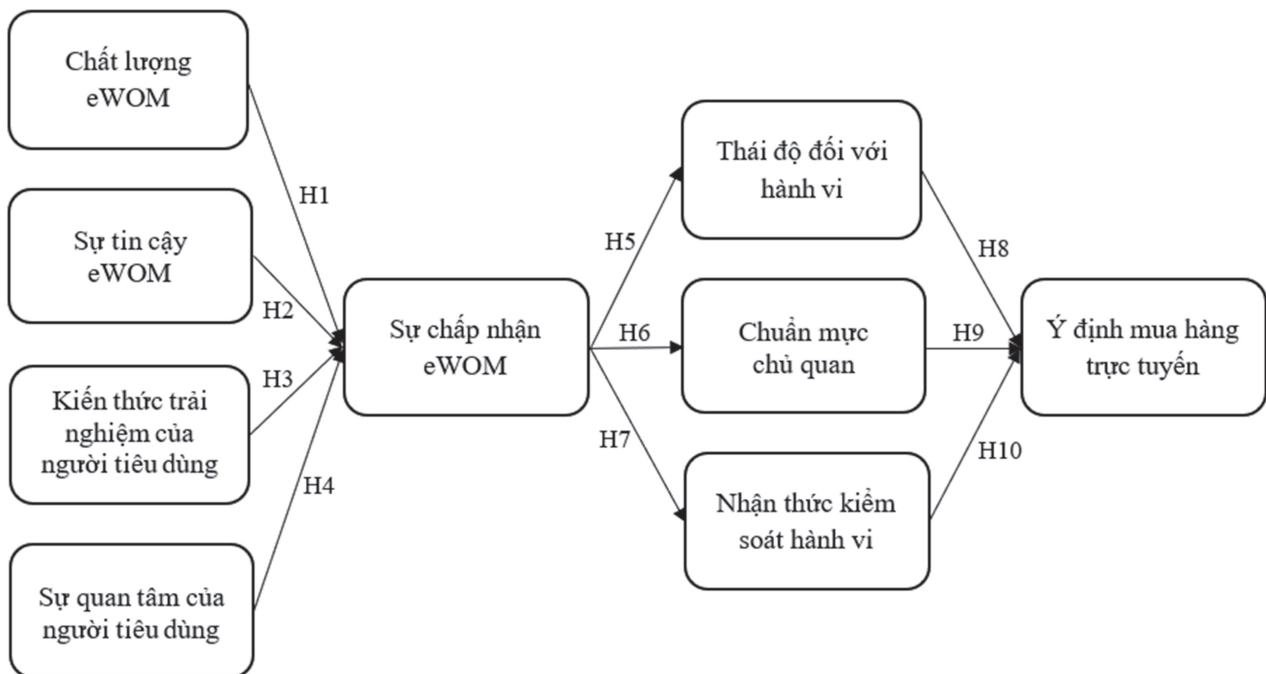 Chất lượng
eWOM
H1
Sự tin cậy
eWOM
H2
Kiến thức trải
nghiệm của
người tiêu dùng
H3
Sự quan tâm của
người tiêu dùng
H4
Sự chấp nhận
eWOM
H5
H6
H7
Thái độ đối với
hành vi
Chuẩn mực
chủ quan
Nhận thức kiểm
soát hành vi
H8
H9
H10
Ý định mua hàng
trực tuyến